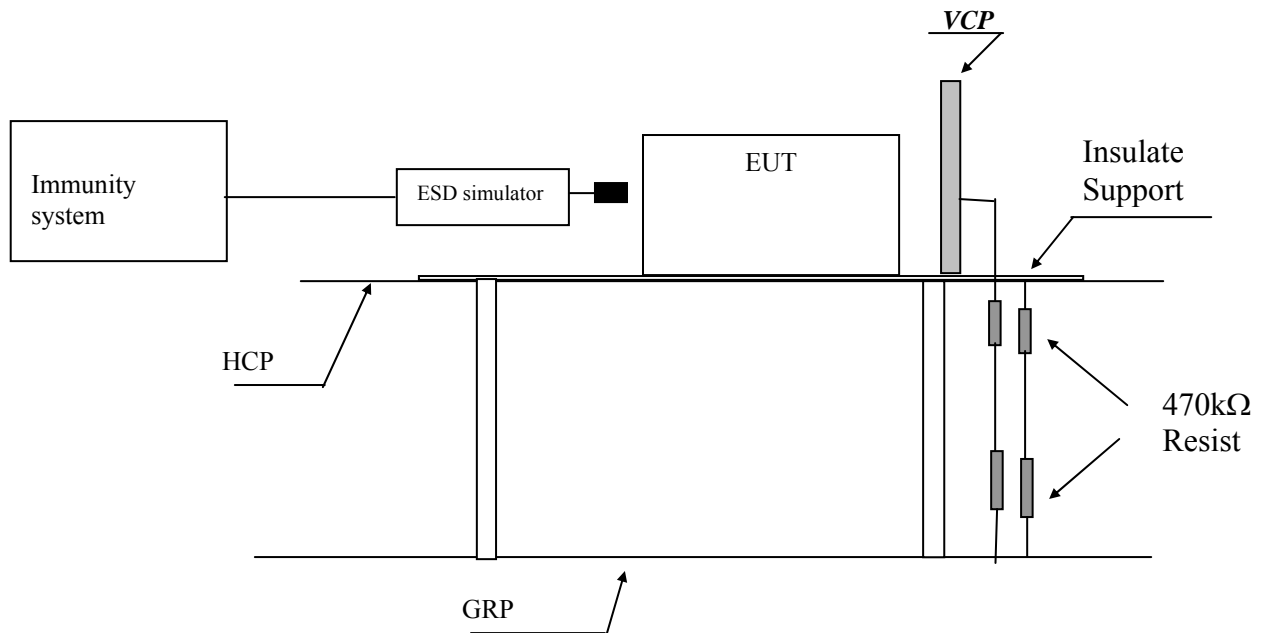 VCP
Immunity
system
ESD simulator
EUT
Insulate
Support
HCP
470kΩ
Resist
GRP